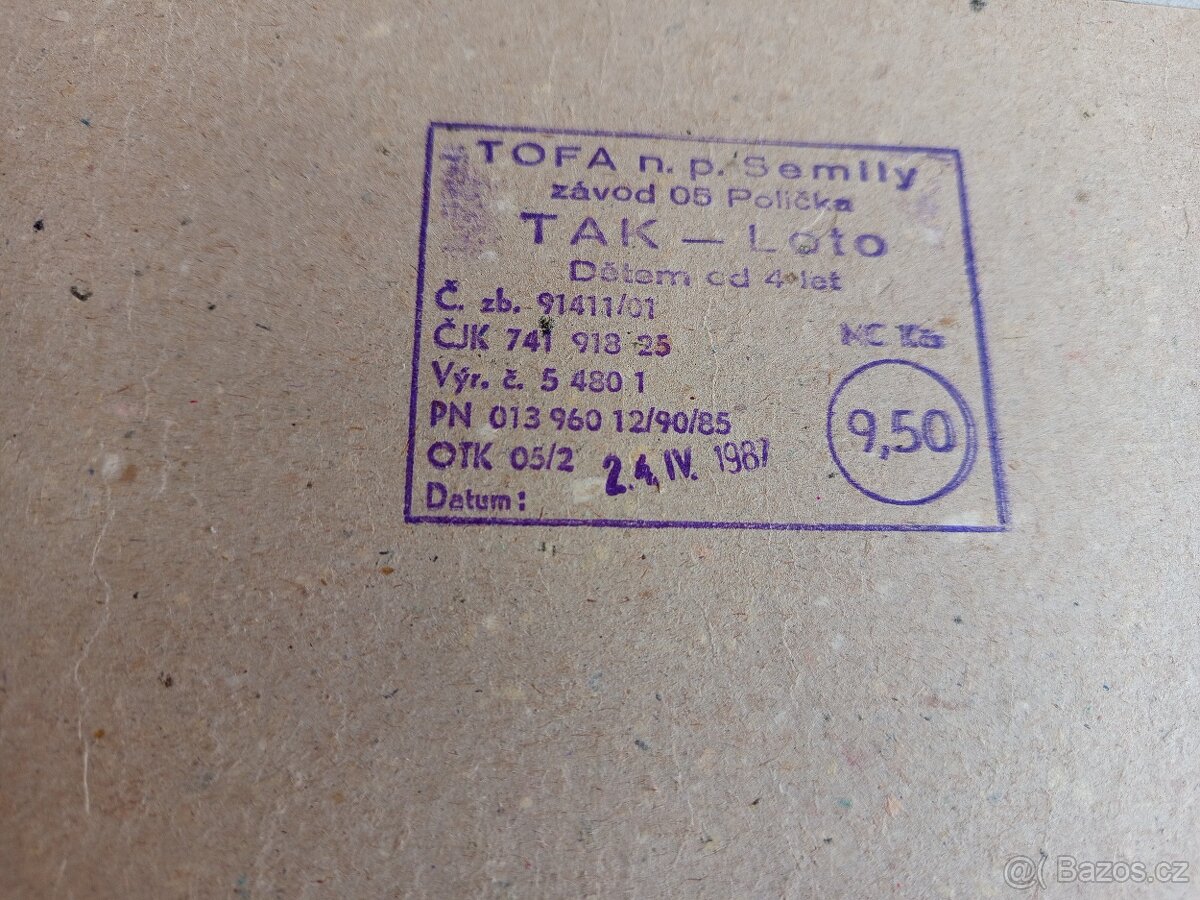 TOFA n. p. Semily
závod 05 Polička
TAK – Loto
Dětem od 4 let
Č. zb. 91411/01
ČJK 741 918 25
MC Kčs
Výr. č. 5 480 1
9,50
PN 013 960 12/90/85
OTK 05/2
24. IV. 1987
Datum:
@( Bazos.cz